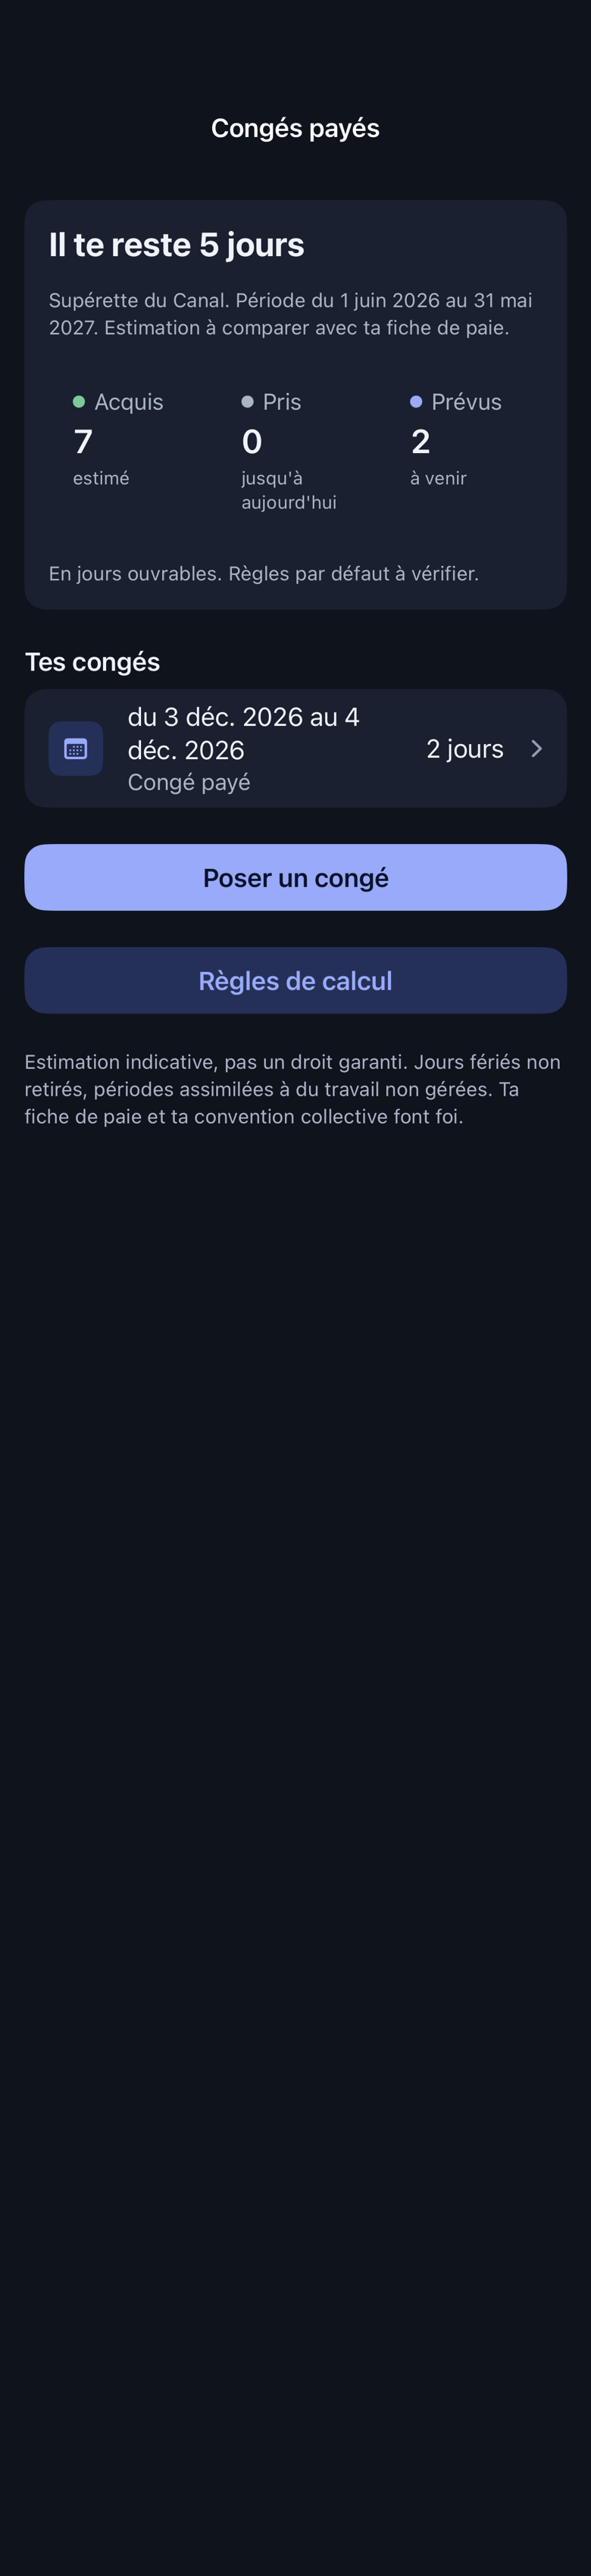 Congés payés
Il te reste 5 jours
Supérette du Canal. Période du 1 juin 2026 au 31 mai
2027. Estimation à comparer avec ta fiche de paie.
Acquis
7
estimé
Pris
0
jusqu'à
aujourd'hui
Prévus
2
à venir
En jours ouvrables. Règles par défaut à vérifier.
Tes congés
du 3 déc. 2026 au 4
déc. 2026
Congé payé
2 jours
Poser un congé
Règles de calcul
Estimation indicative, pas un droit garanti. Jours fériés non
retirés, périodes assimilées à du travail non gérées. Ta
fiche de paie et ta convention collective font foi.